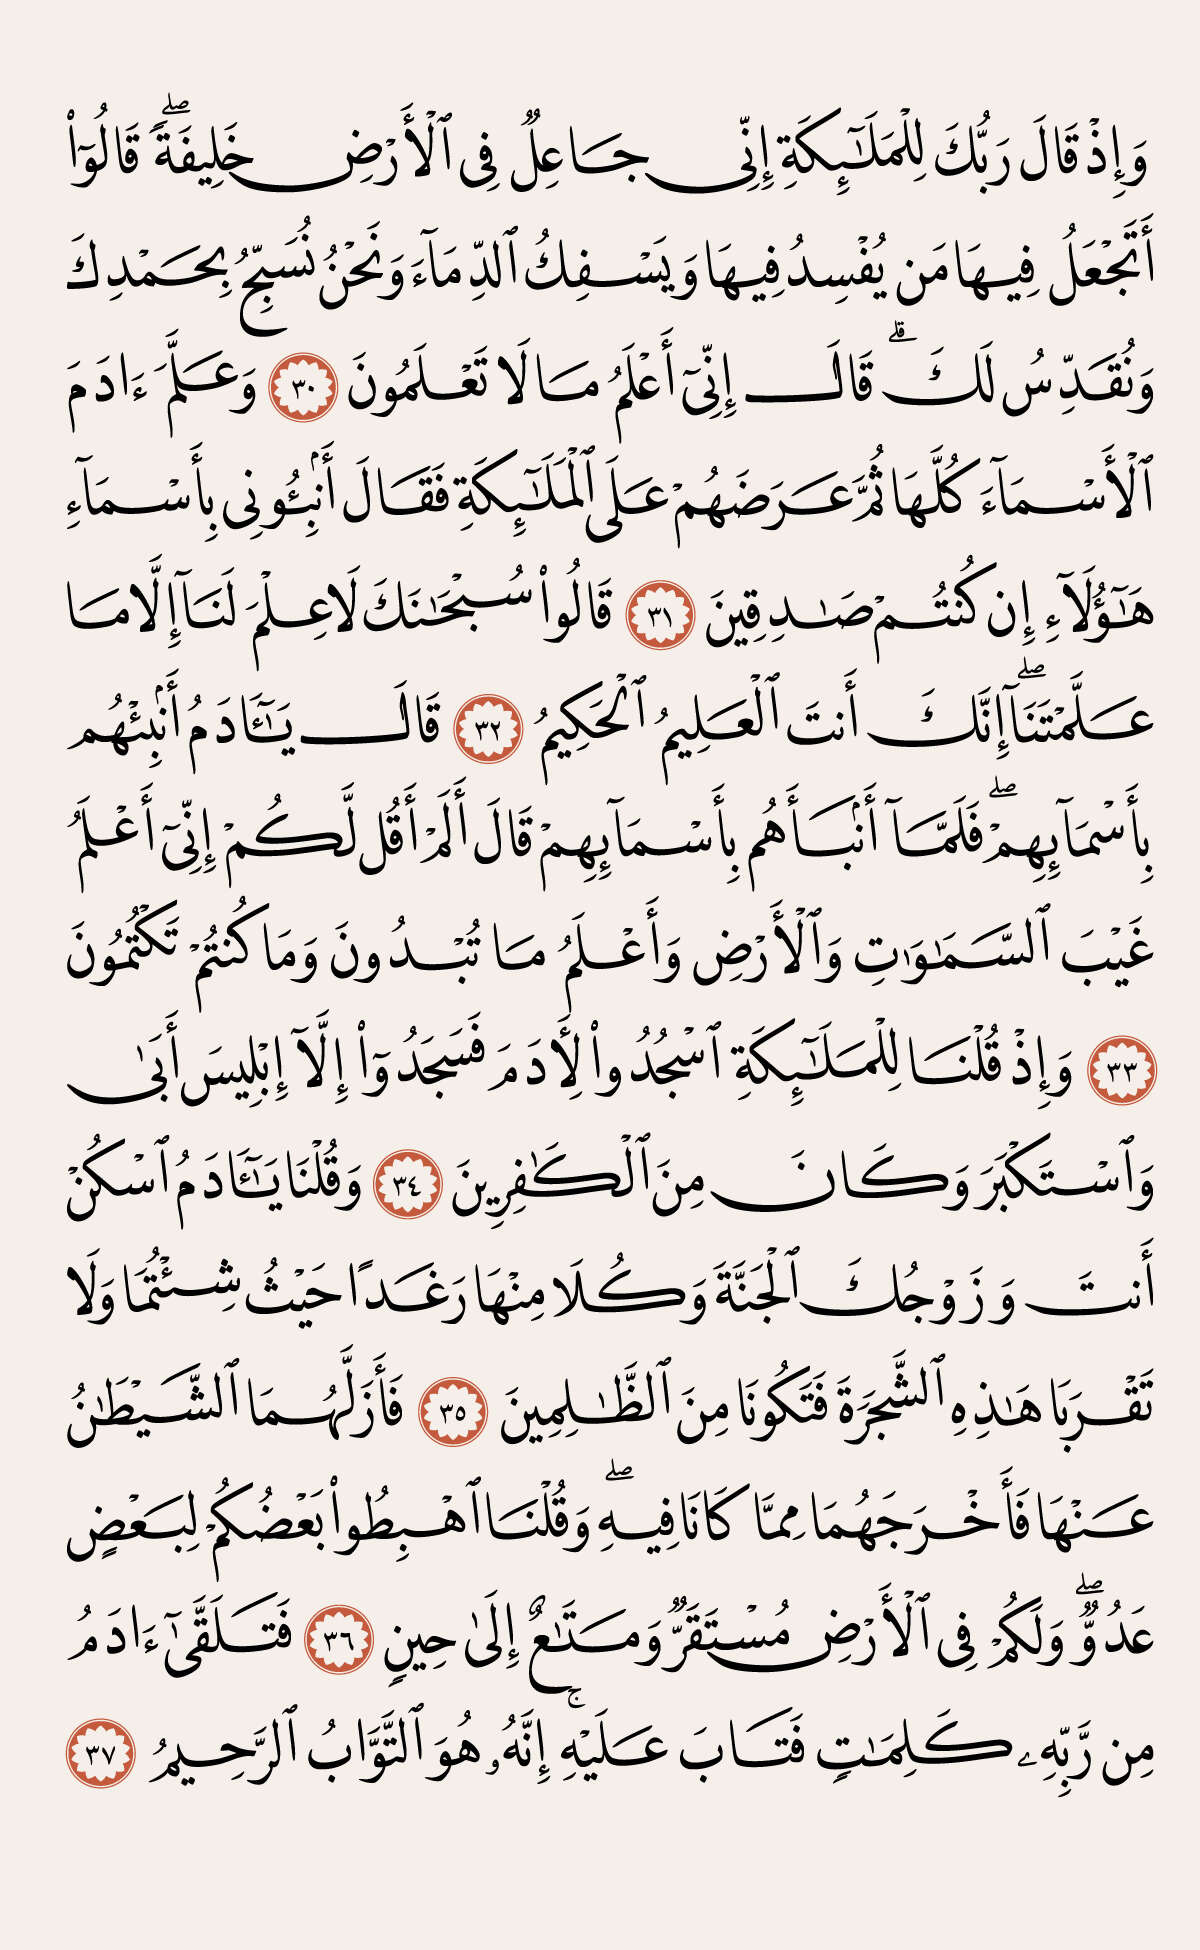 وَإِذْ قَالَ رَبُّكَ لِلْمَلَـٰٓئِكَةِ إِنِّى جَاعِلٌ فِى ٱلْأَرْضِ خَلِيفَةً ۖ قَالُوٓا۟
أَتَجْعَلُ فِيهَا مَن يُفْسِدُ فِيهَا وَيَسْفِكُ ٱلدِّمَآءَ وَنَحْنُ نُسَبِّحُ بِحَمْدِكَ
وَنُقَدِّسُ لَكَ ۖ قَالَ إِنِّىٓ أَعْلَمُ مَا لَا تَعْلَمُونَ ٣٠ وَعَلَّمَ ءَادَمَ
ٱلْأَسْمَآءَ كُلَّهَا ثُمَّ عَرَضَهُمْ عَلَى ٱلْمَلَـٰٓئِكَةِ فَقَالَ أَنۢبِـُٔونِى بِأَسْمَآءِ
هَـٰٓؤُلَآءِ إِن كُنتُمْ صَـٰدِقِينَ ٣١ قَالُوا۟ سُبْحَـٰنَكَ لَا عِلْمَ لَنَآ إِلَّا مَا
عَلَّمْتَنَآ ۖ إِنَّكَ أَنتَ ٱلْعَلِيمُ ٱلْحَكِيمُ ٣٢ قَالَ يَـٰٓـَٔادَمُ أَنۢبِئْهُم
بِأَسْمَآئِهِمْ ۖ فَلَمَّآ أَنۢبَأَهُم بِأَسْمَآئِهِمْ قَالَ أَلَمْ أَقُل لَّكُمْ إِنِّىٓ أَعْلَمُ
غَيْبَ ٱلسَّمَـٰوَٰتِ وَٱلْأَرْضِ وَأَعْلَمُ مَا تُبْدُونَ وَمَا كُنتُمْ تَكْتُمُونَ
٣٣ وَإِذْ قُلْنَا لِلْمَلَـٰٓئِكَةِ ٱسْجُدُوا۟ لِـَٔادَمَ فَسَجَدُوٓا۟ إِلَّآ إِبْلِيسَ أَبَىٰ
وَٱسْتَكْبَرَ وَكَانَ مِنَ ٱلْكَـٰفِرِينَ ٣٤ وَقُلْنَا يَـٰٓـَٔادَمُ ٱسْكُنْ
أَنتَ وَزَوْجُكَ ٱلْجَنَّةَ وَكُلَا مِنْهَا رَغَدًا حَيْثُ شِئْتُمَا وَلَا
تَقْرَبَا هَـٰذِهِ ٱلشَّجَرَةَ فَتَكُونَا مِنَ ٱلظَّـٰلِمِينَ ٣٥ فَأَزَلَّهُمَا ٱلشَّيْطَـٰنُ
عَنْهَا فَأَخْرَجَهُمَا مِمَّا كَانَا فِيهِ ۖ وَقُلْنَا ٱهْبِطُوا۟ بَعْضُكُمْ لِبَعْضٍ
عَدُوٌّ ۖ وَلَكُمْ فِى ٱلْأَرْضِ مُسْتَقَرٌّ وَمَتَـٰعٌ إِلَىٰ حِينٍ ٣٦ فَتَلَقَّىٰٓ ءَادَمُ
مِن رَّبِّهِۦ كَلِمَـٰتٍ فَتَابَ عَلَيْهِ ۚ إِنَّهُۥ هُوَ ٱلتَّوَّابُ ٱلرَّحِيمُ ٣٧